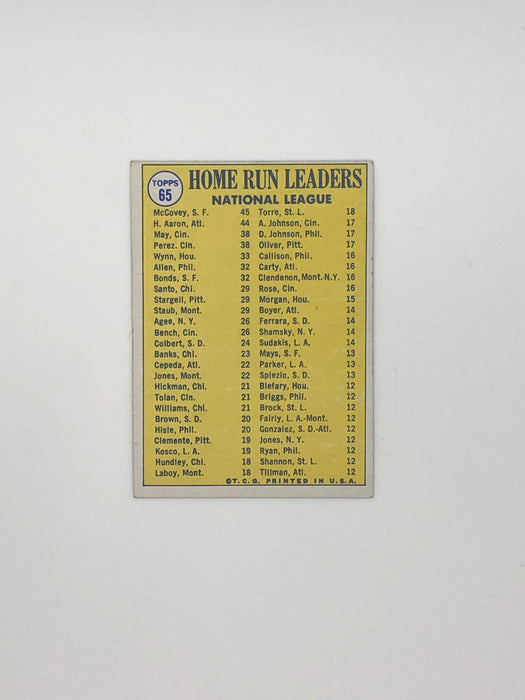 TOPPS
65
HOME RUN LEADERS
NATIONAL LEAGUE
McCovey, S. F. 45 Torre, St. L. 18
H. Aaron, Atl. 44 A. Johnson, Cin. 17
May, Cin. 38 D. Johnson, Phil. 17
Perez. Cin. 38 Oliver, Pitt. 17
Wynn, Hou. 33 Callison, Phil. 16
Allen, Phil. 32 Carty, Atl. 16
Bonds, S. F. 32 Clendenon, Mont.-N.Y. 16
Santo, Chi. 29 Rose, Cin. 16
Stargell, Pitt. 29 Morgan, Hou. 15
Staub, Mont. 29 Boyer, Atl. 14
Agee, N. Y. 26 Ferrara, S. D. 14
Bench, Cin. 26 Shamsky, N. Y. 14
Colbert, S. D. 24 Sudakis, L. A. 14
Banks, Chi. 23 Mays, S. F. 13
Cepeda, Atl. 22 Parker, L. A. 13
Jones, Mont. 22 Spiezio, S. D. 13
Hickman, Chi. 21 Blefary, Hou. 12
Tolan, Cin. 21 Briggs, Phil. 12
Williams, Chi. 21 Brock, St. L. 12
Brown, S. D. 20 Fairly, L. A.-Mont. 12
Hisle, Phil. 20 Gonzalez, S. D.-Atl. 12
Clemente, Pitt. 19 Jones, N. Y. 12
Kosco, L. A. 19 Ryan, Phil. 12
Hundley, Chi. 18 Shannon, St. L. 12
Laboy, Mont. 18 Tillman, Atl. 12
©T. C. G. PRINTED IN U. S. A.